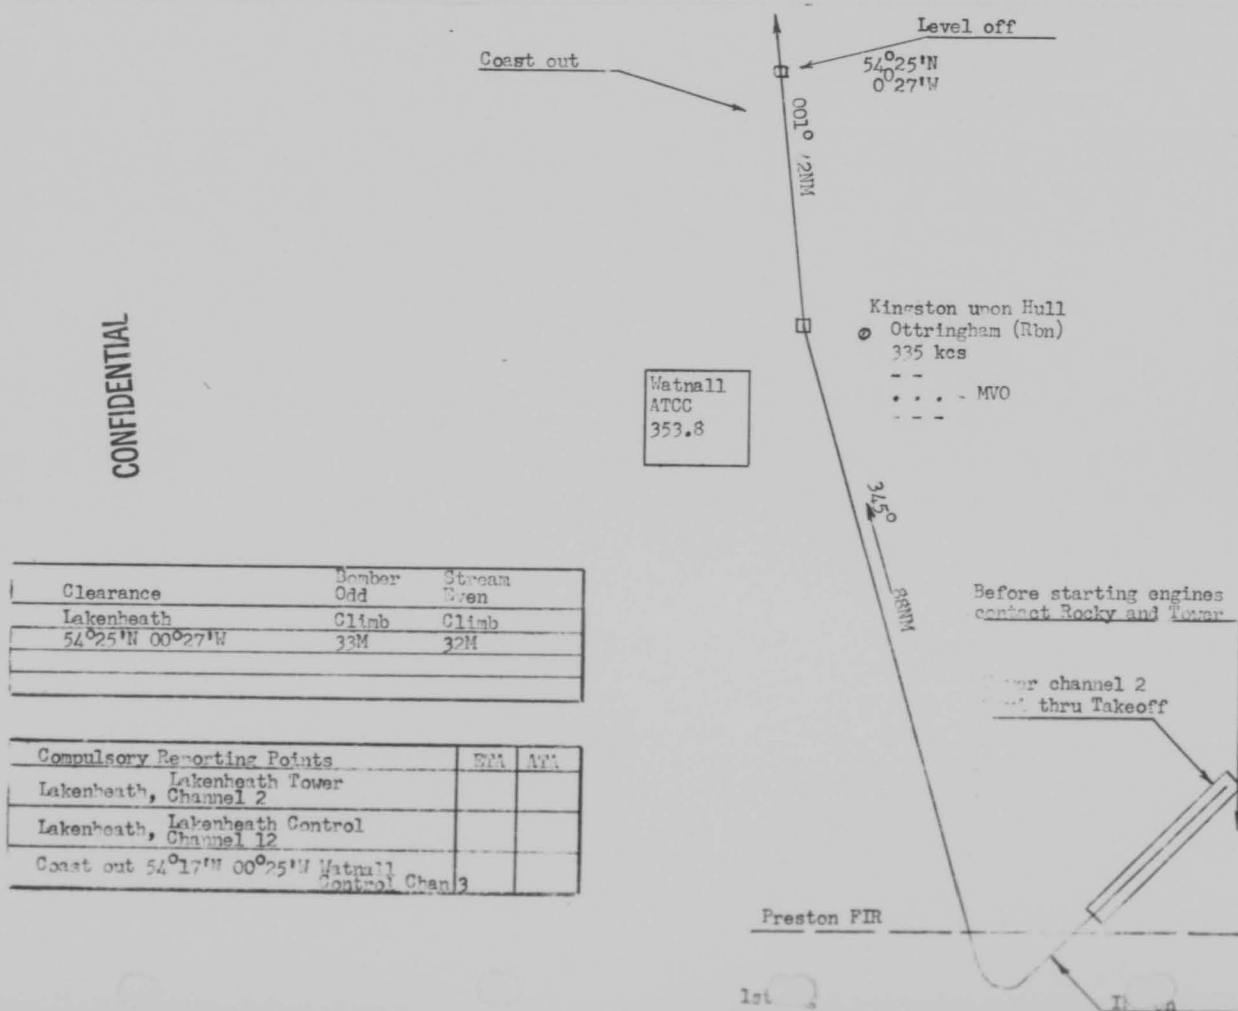 Level off
Coast out
54°25'N
0°27'W
001°
Kingston upon Hull
Ottringham (Rbn)
335 kcs
- -
. . . - MVO
- - -
Watnall
ATCC
353.8
CONFIDENTIAL
345°
88NM
Clearance Bomber Stream
Odd Even
Lakenheath Climb Climb
54°25'N 00°27'W 33M 32M
Before starting engines
contact Rocky and Tower
channel 2
thru Takeoff
Compulsory Reporting Points ETA ATA
Lakenheath, Lakenheath Tower
Channel 2
Lakenheath, Lakenheath Control
Channel 12
Coast out 54°17'N 00°25'W Watnall
Control Chan 3
Preston FIR
1st